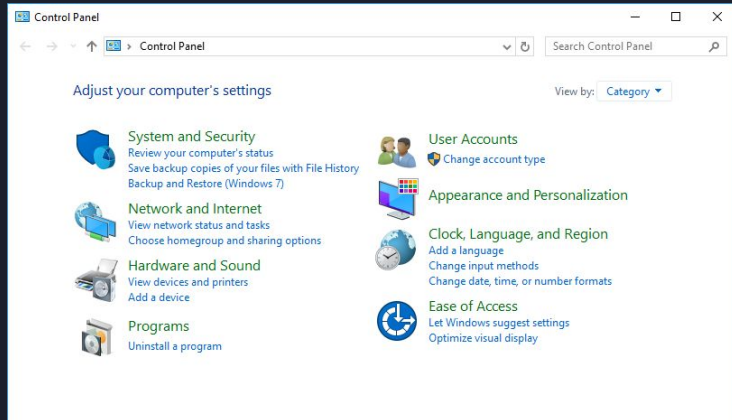 Control Panel
Control Panel
Search Control Panel
Adjust your computer's settings
View by: Category
System and Security
Review your computer's status
Save backup copies of your files with File History
Backup and Restore (Windows 7)
Network and Internet
View network status and tasks
Choose homegroup and sharing options
Hardware and Sound
View devices and printers
Add a device
Programs
Uninstall a program
User Accounts
Change account type
Appearance and Personalization
Clock, Language, and Region
Add a language
Change input methods
Change date, time, or number formats
Ease of Access
Let Windows suggest settings
Optimize visual display